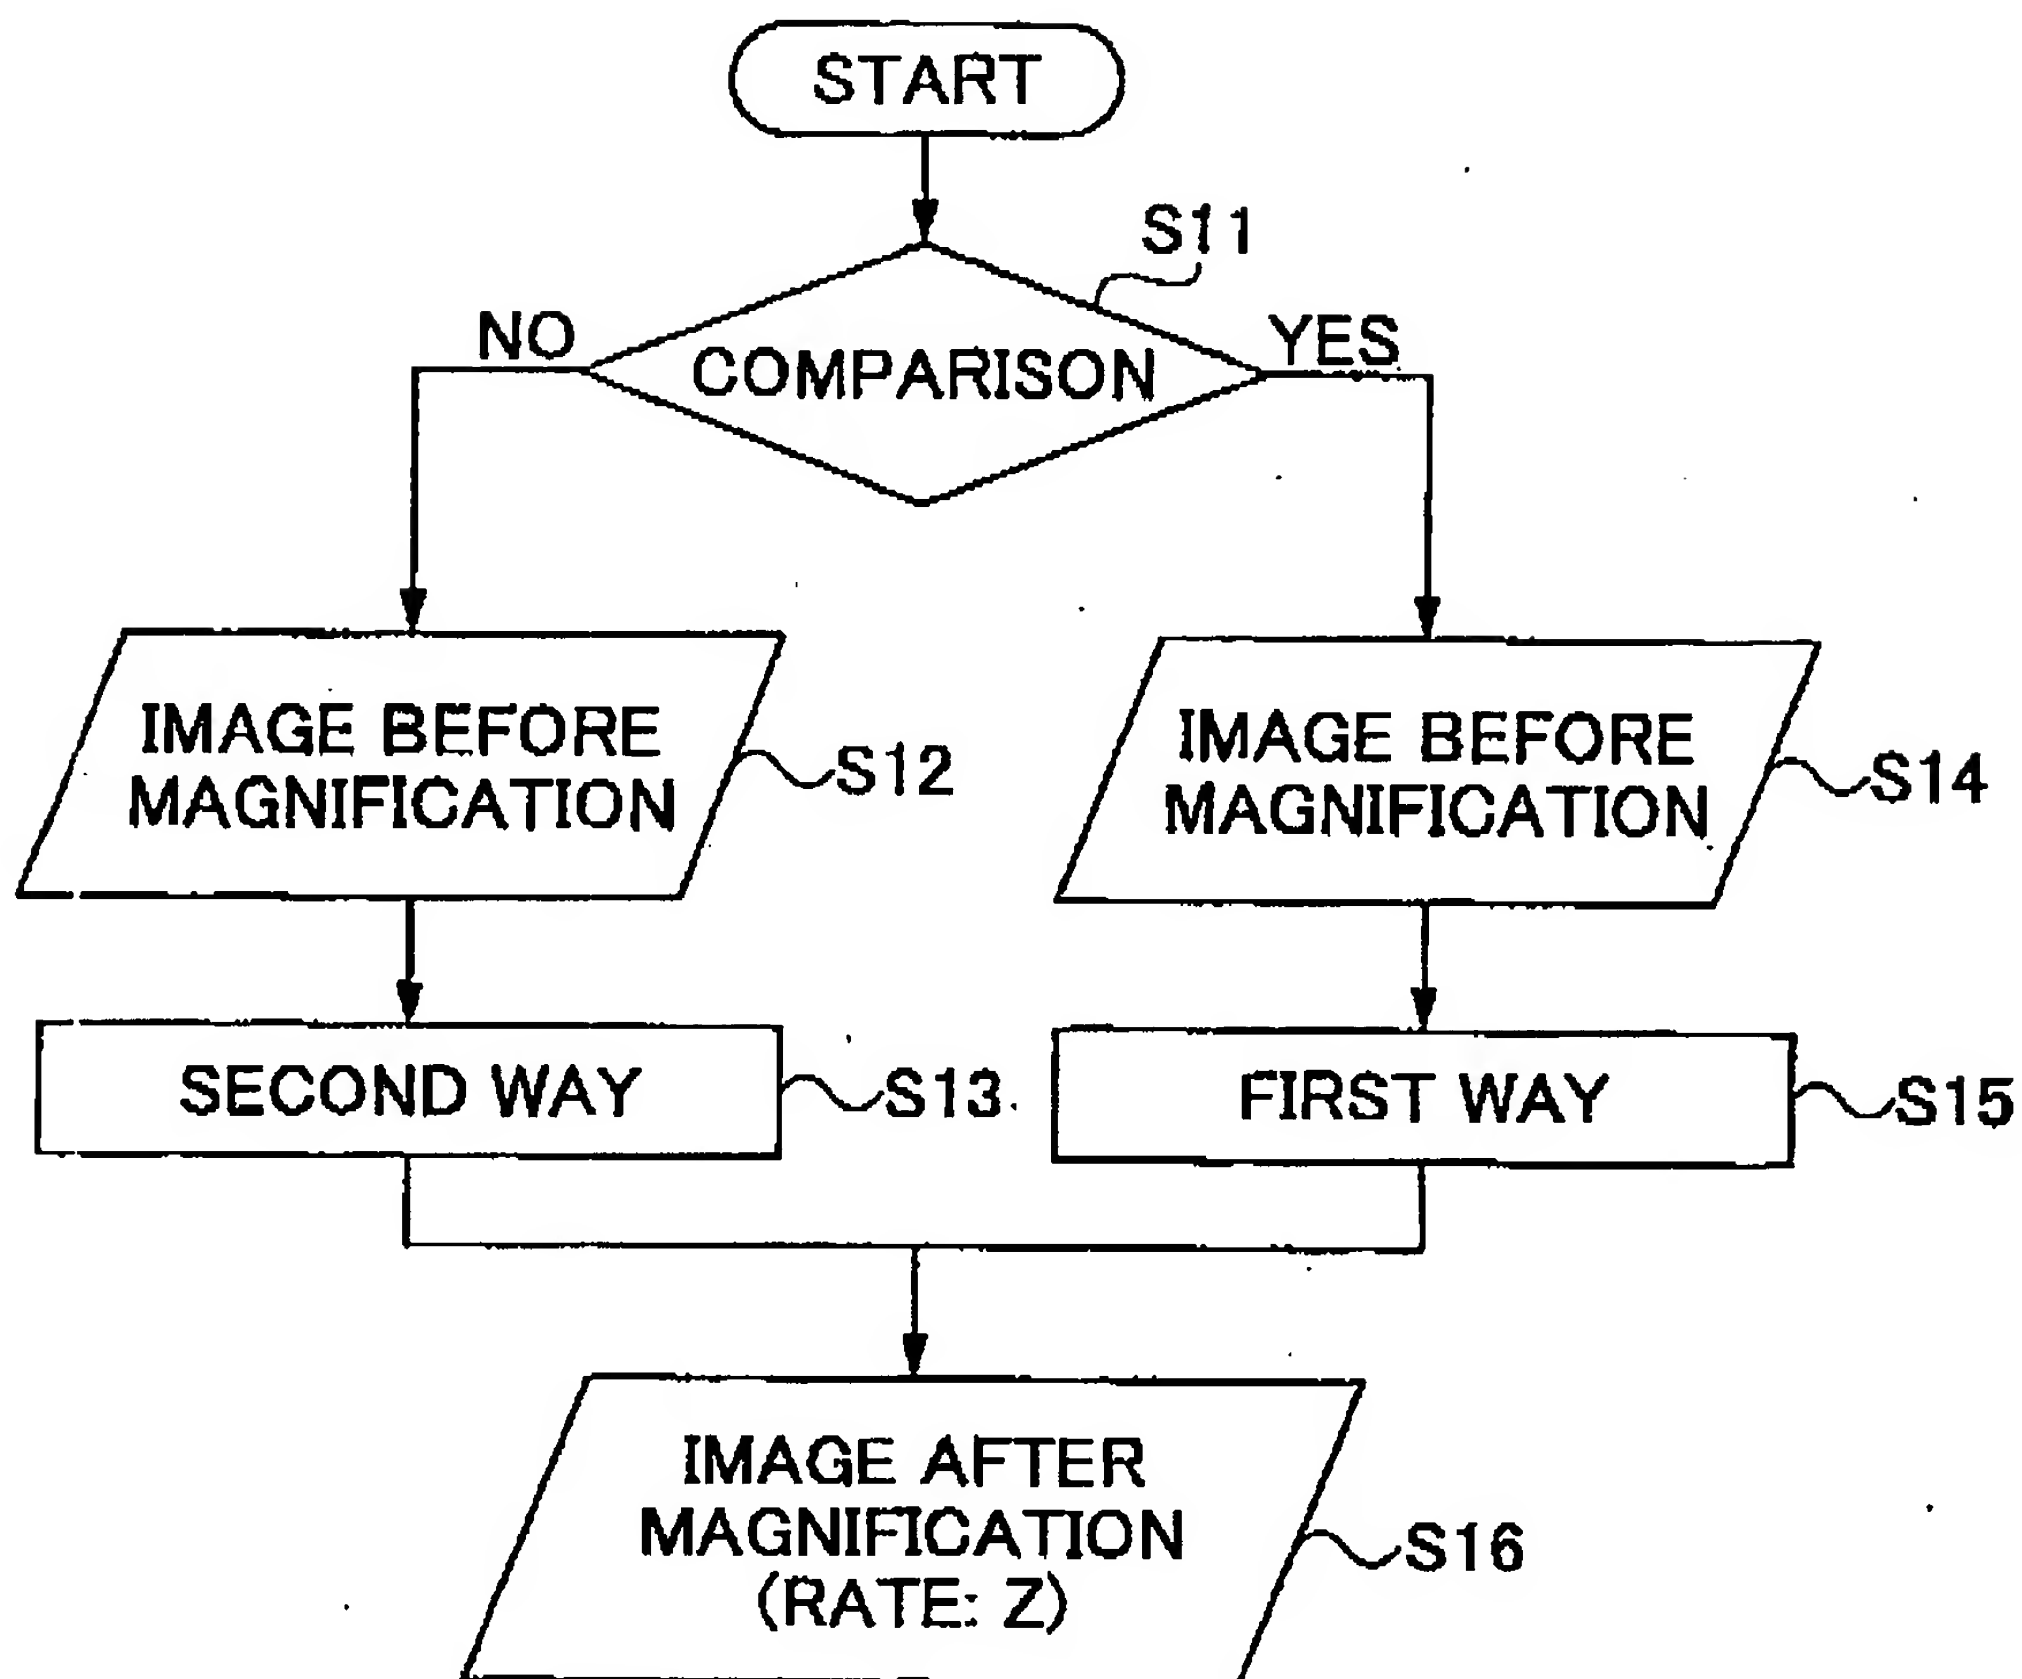 START
S11
NO
YES
COMPARISON
IMAGE BEFORE
MAGNIFICATION
S12
IMAGE BEFORE
MAGNIFICATION
S14
SECOND WAY
S13
FIRST WAY
S15
IMAGE AFTER
MAGNIFICATION
(RATE: Z)
S16